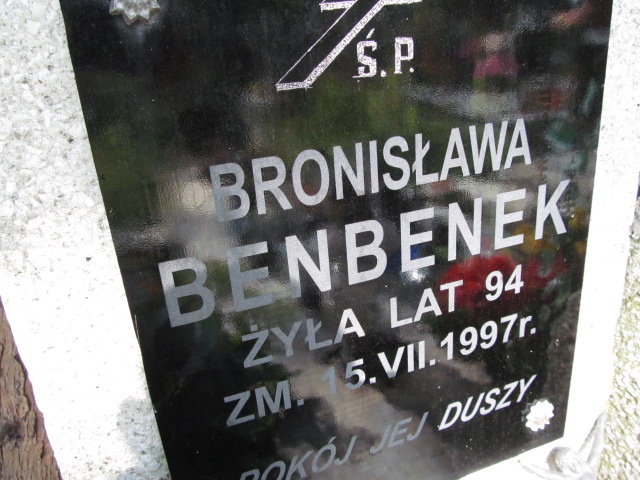 Ś.P.
BRONISŁAWA
BENBENEK
ŻYŁA LAT 94
ZM. 15.VII.1997r.
POKÓJ JEJ DUSZY